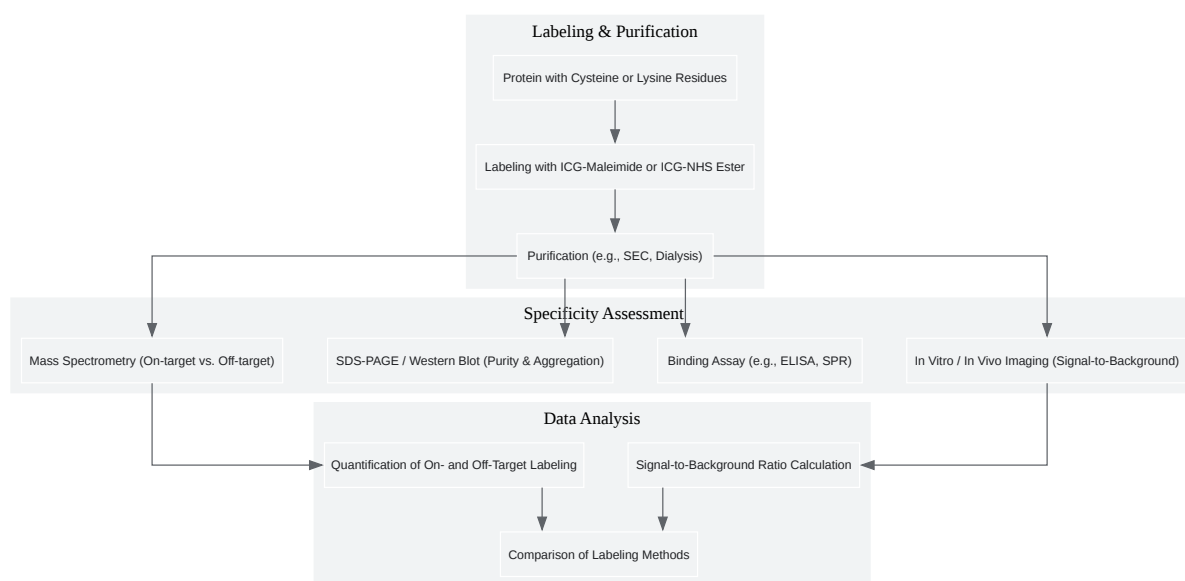 Labeling & Purification
Protein with Cysteine or Lysine Residues
Labeling with ICG-Maleimide or ICG-NHS Ester
Purification (e.g., SEC, Dialysis)
Specificity Assessment
Mass Spectrometry (On-target vs. Off-target)
SDS-PAGE / Western Blot (Purity & Aggregation)
Binding Assay (e.g., ELISA, SPR)
In Vitro / In Vivo Imaging (Signal-to-Background)
Data Analysis
Quantification of On- and Off-Target Labeling
Signal-to-Background Ratio Calculation
Comparison of Labeling Methods